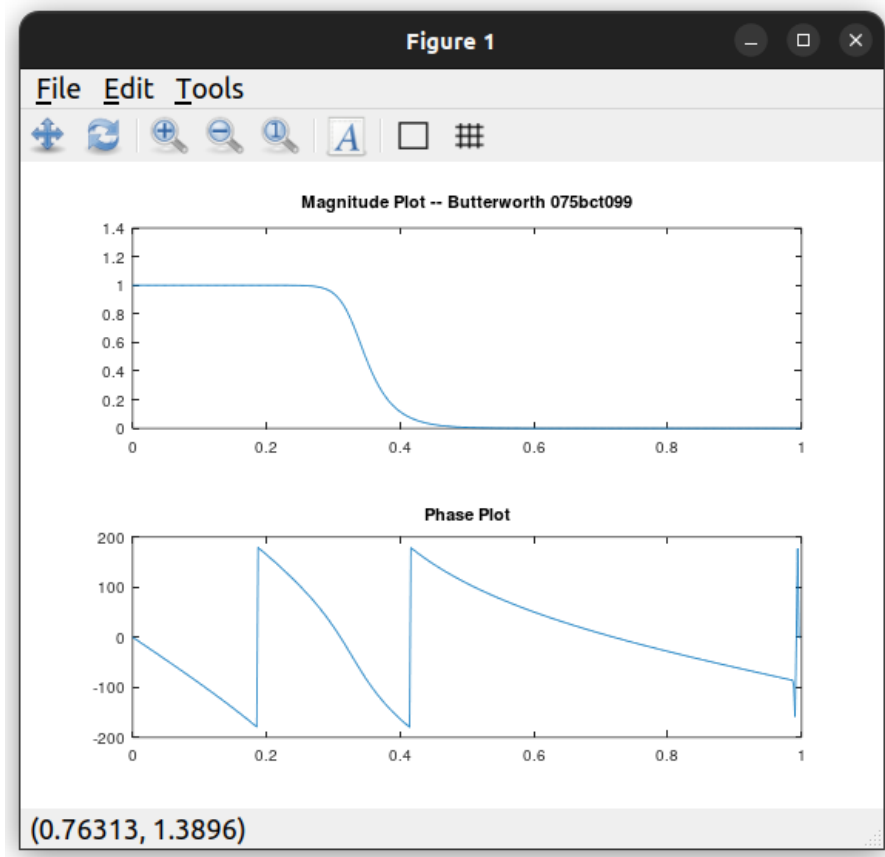 Figure 1
File Edit Tools
A
Magnitude Plot -- Butterworth 075bct099
1.4
1.2
1
0.8
0.6
0.4
0.2
0
0 0.2 0.4 0.6 0.8 1
Phase Plot
200
100
0
-100
-200
0 0.2 0.4 0.6 0.8 1
(0.76313, 1.3896)